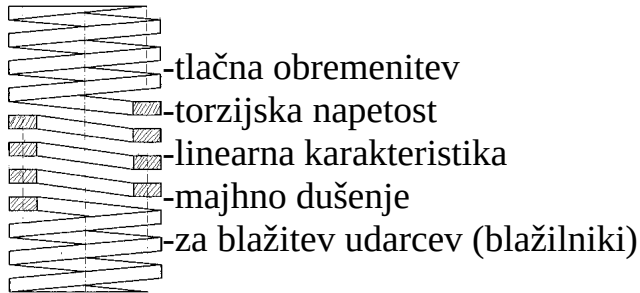 -tlačna obremenitev
-torzijska napetost
-linearna karakteristika
-majhno dušenje
-za blažitev udarcev (blažilniki)